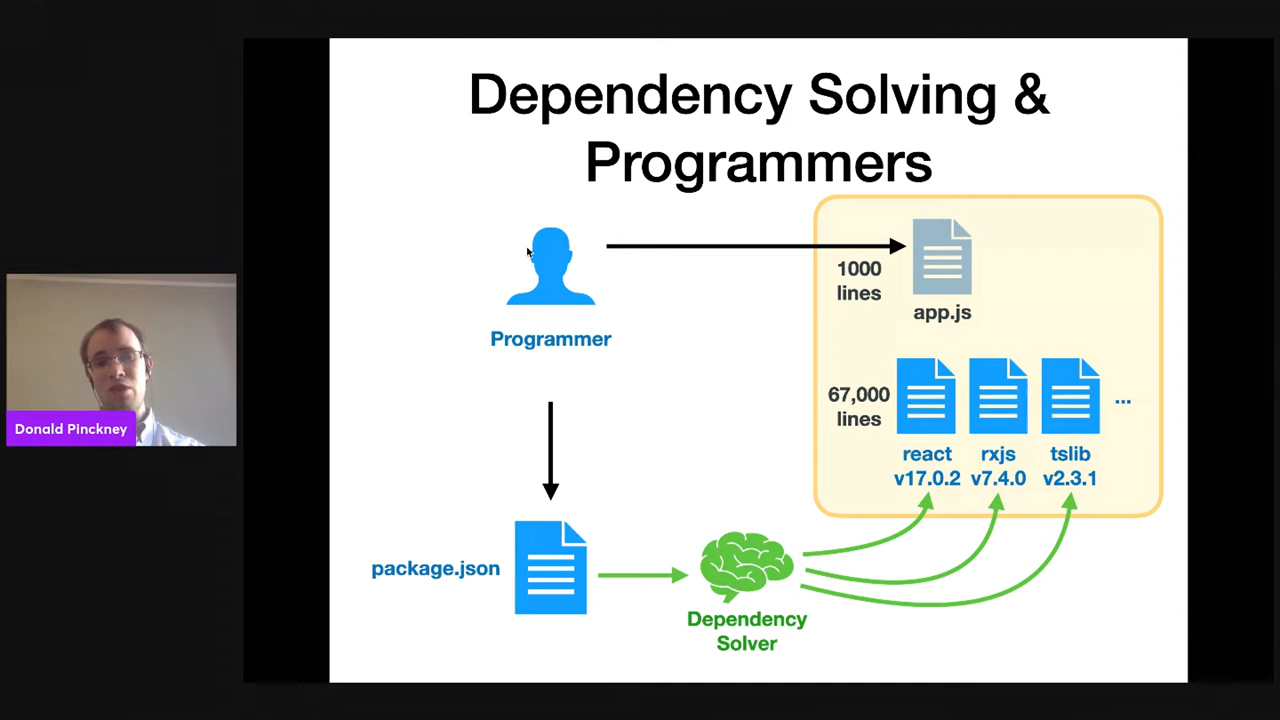 Dependency Solving &
Programmers
1000
lines
app.js
Programmer
67,000
lines
...
react
v17.0.2
rxjs
v7.4.0
tslib
v2.3.1
Donald Pinckney
package.json
Dependency
Solver